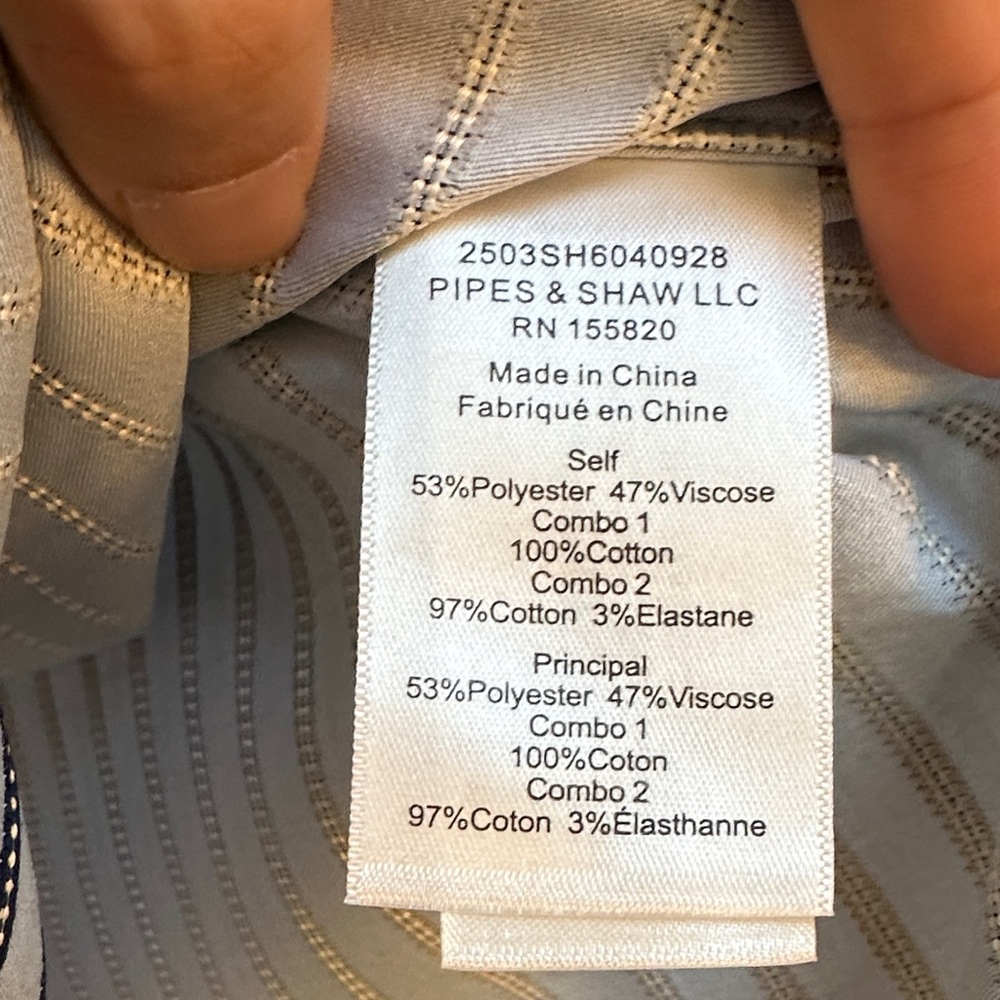 2503SH6040928
PIPES & SHAW LLC
RN 155820
Made in China
Fabriqué en Chine
Self
53%Polyester 47%Viscose
Combo 1
100%Cotton
Combo 2
97%Cotton 3%Elastane
Principal
53%Polyester 47%Viscose
Combo 1
100%Coton
Combo 2
97%Coton 3%Élasthanne